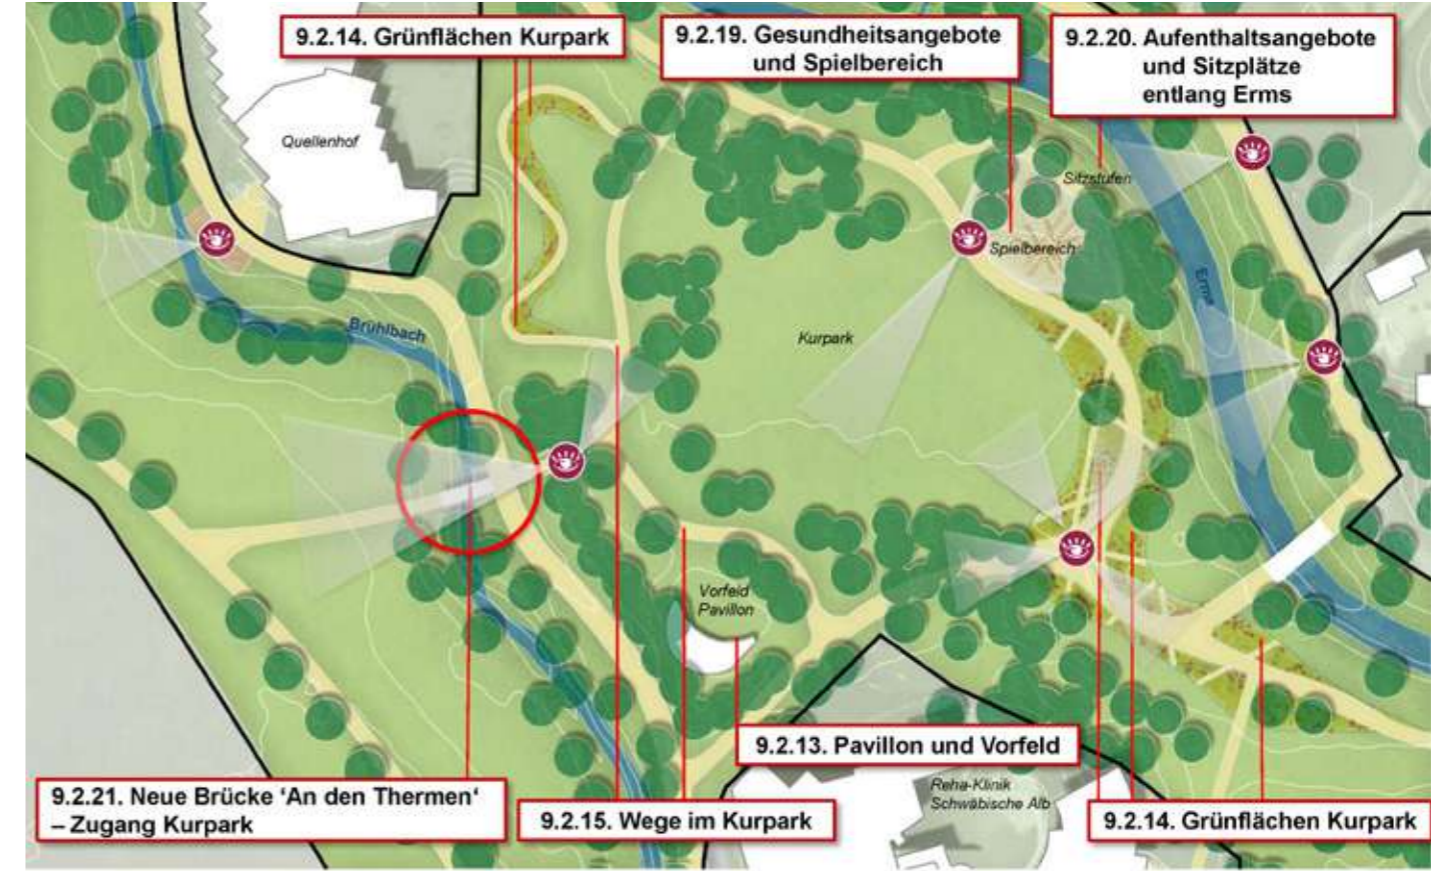 9.2.14. Grünflächen Kurpark
9.2.19. Gesundheitsangebote
und Spielbereich
9.2.20. Aufenthaltsangebote
und Sitzplätze
entlang Erms
Quellenhof
Sitzstufen
Spielbereich
Erms
Brühlbach
Kurpark
Vorfeld
Pavillon
9.2.13. Pavillon und Vorfeld
9.2.21. Neue Brücke ‘An den Thermen‘
– Zugang Kurpark
9.2.15. Wege im Kurpark
Reha-Klinik
Schwäbische Alb
9.2.14. Grünflächen Kurpark